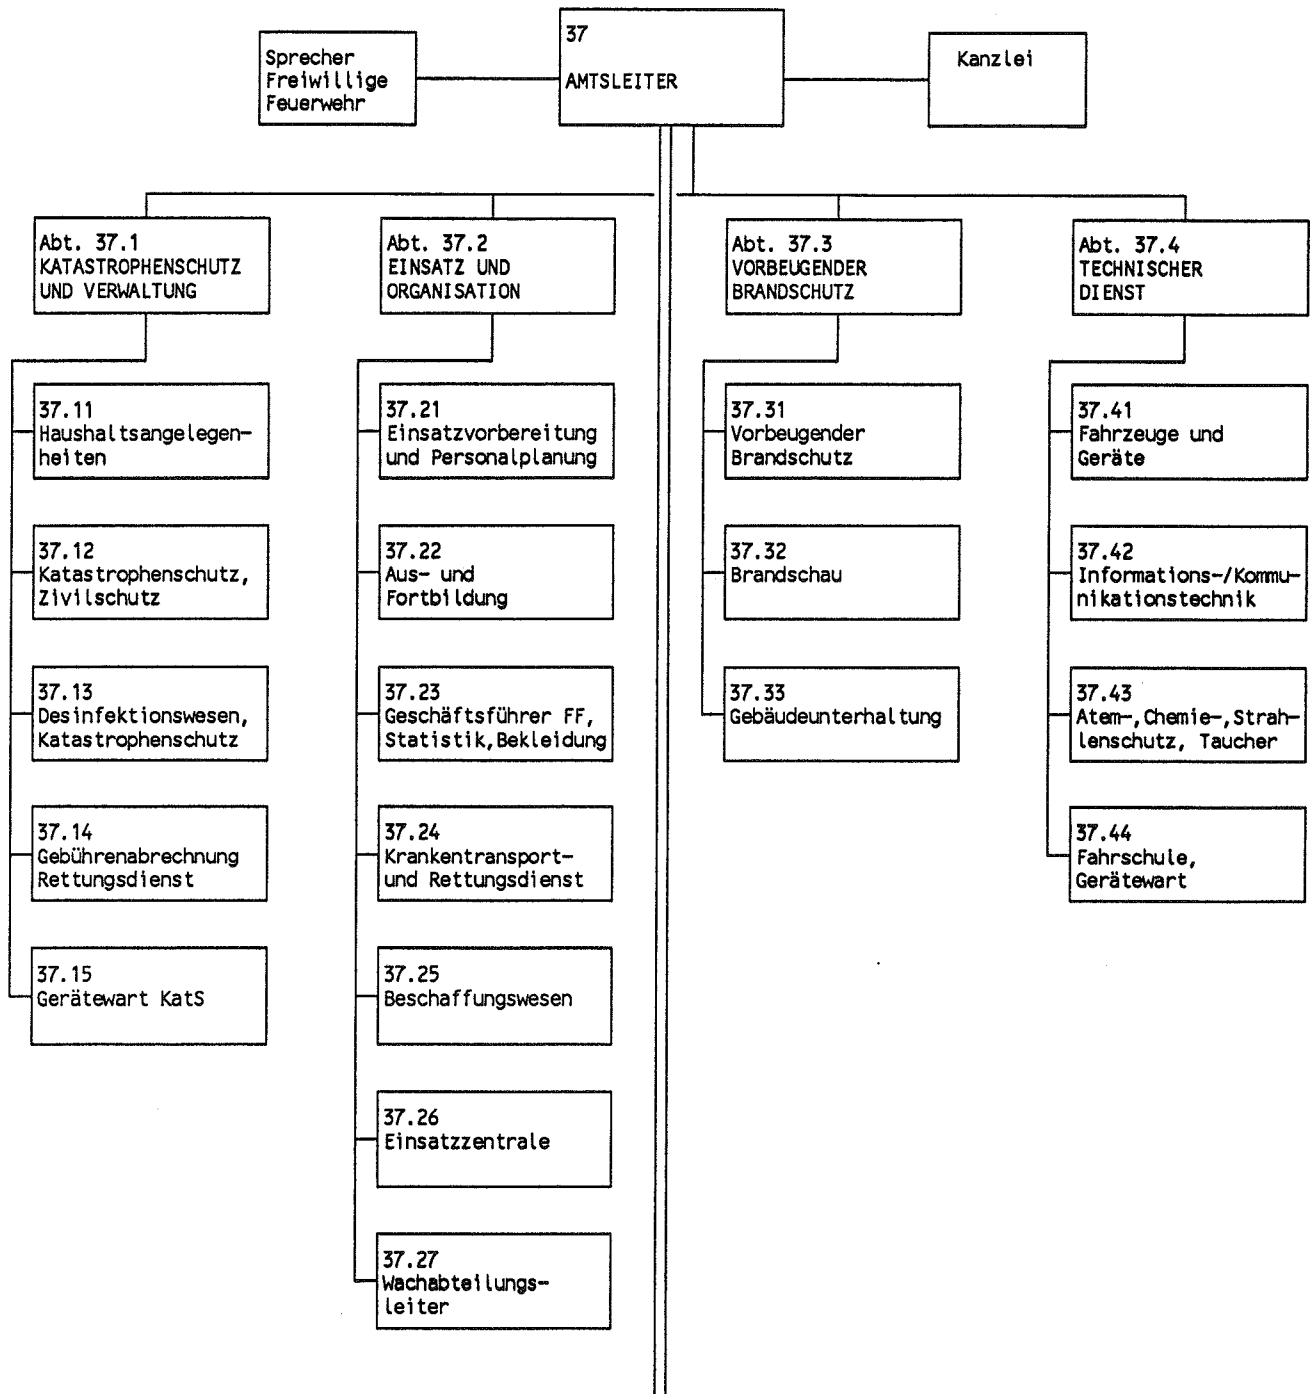 Sprecher
Freiwillige
Feuerwehr
37
AMTSLEITER
Kanzlei
Abt. 37.1
KATASTROPHENSCHUTZ
UND VERWALTUNG
37.11
Haushaltsangelegen-
heiten
37.12
Katastrophenschutz,
Zivilschutz
37.13
Desinfektionswesen,
Katastrophenschutz
37.14
Gebührenabrechnung
Rettungsdienst
37.15
Gerätewart KatS
Abt. 37.2
EINSATZ UND
ORGANISATION
37.21
Einsatzvorbereitung
und Personalplanung
37.22
Aus- und
Fortbildung
37.23
Geschäftsführer FF,
Statistik,Bekleidung
37.24
Krankentransport-
und Rettungsdienst
37.25
Beschaffungswesen
37.26
Einsatzzentrale
37.27
Wachabteilungs-
leiter
Abt. 37.3
VORBEUGENDER
BRANDSCHUTZ
37.31
Vorbeugender
Brandschutz
37.32
Brandschau
37.33
Gebäudeunterhaltung
Abt. 37.4
TECHNISCHER
DIENST
37.41
Fahrzeuge und
Geräte
37.42
Informations-/Kommu-
nikationstechnik
37.43
Atem-,Chemie-,Strah-
lenschutz, Taucher
37.44
Fahrschule,
Gerätewart